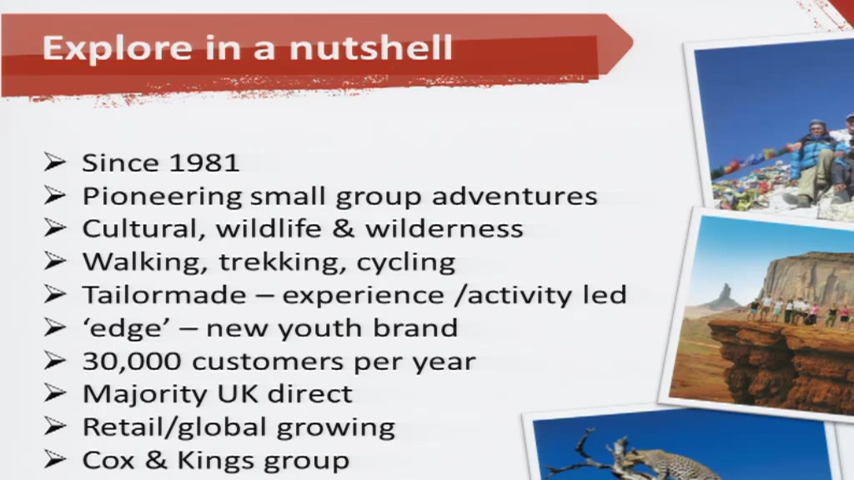 Explore in a nutshell
Since 1981
Pioneering small group adventures
Cultural, wildlife & wilderness
Walking, trekking, cycling
Tailormade – experience /activity led
‘edge’ – new youth brand
30,000 customers per year
Majority UK direct
Retail/global growing
Cox & Kings group